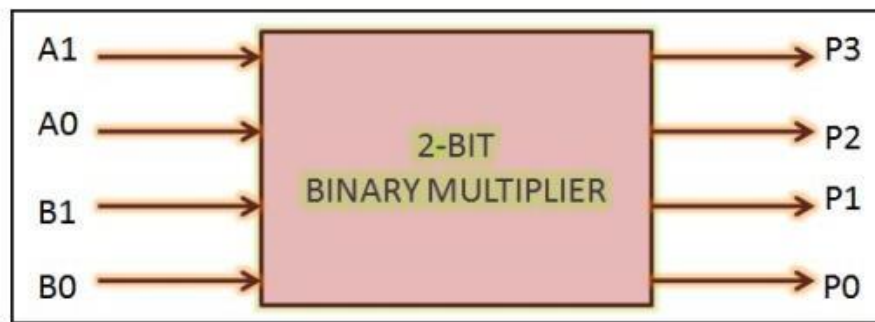 A1
A0
B1
B0
2-BIT
BINARY MULTIPLIER
P3
P2
P1
P0